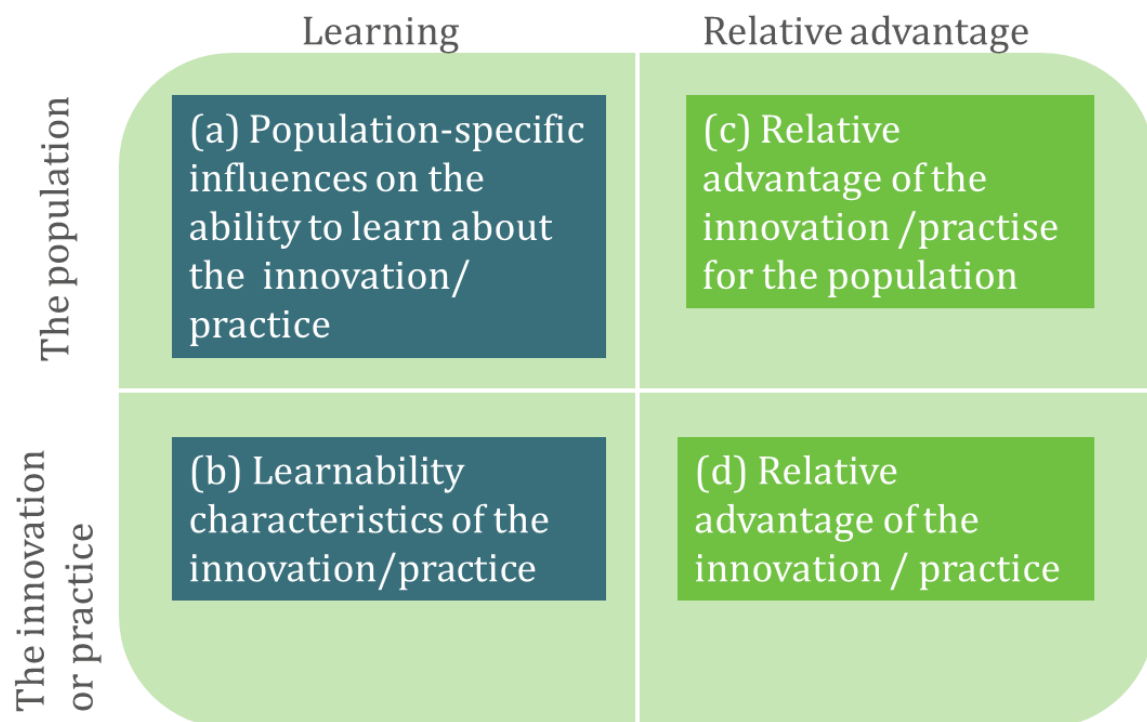 Learning
Relative advantage
The population
(a) Population-specific
influences on the
ability to learn about
the  innovation/
practice
(c) Relative
advantage of the
innovation /practise
for the population
The innovation
or practice
(b) Learnability
characteristics of the
innovation/practice
(d) Relative
advantage of the
innovation / practice